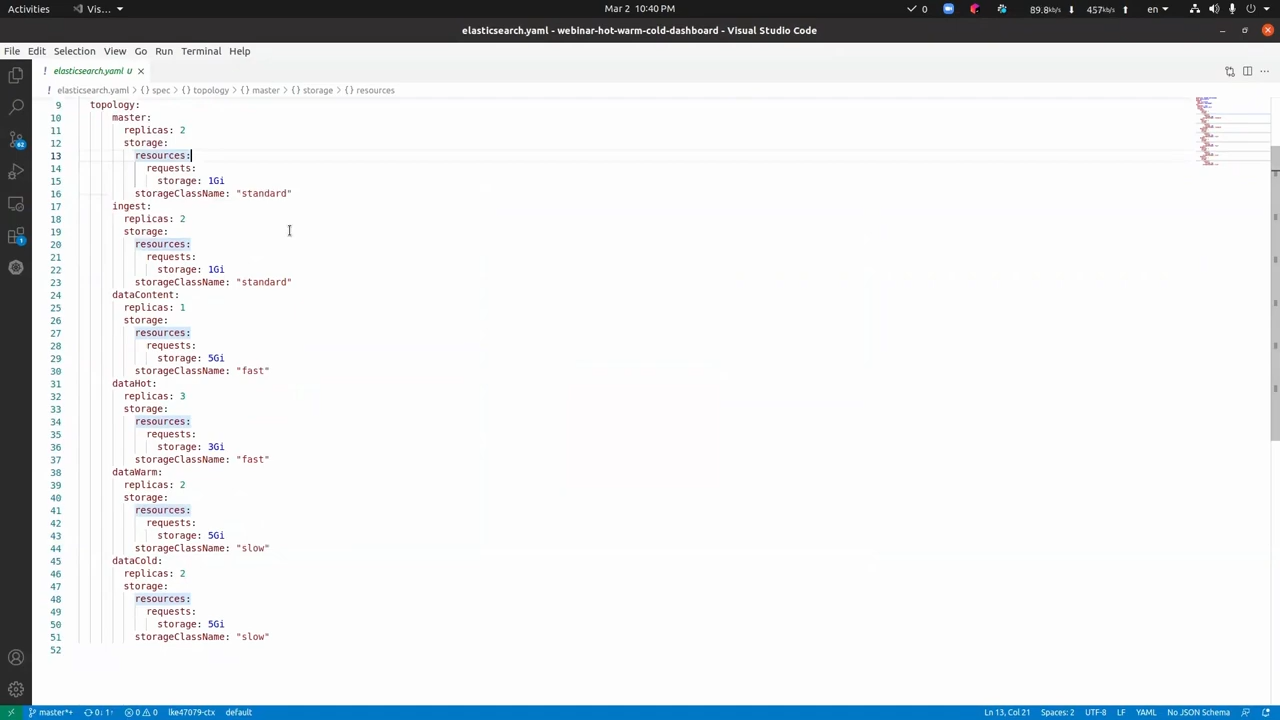 Activities
Vis...
Mar 2 10:40 PM
0
89.8kb/s
457kb/s
en
elasticsearch.yaml - webinar-hot-warm-cold-dashboard - Visual Studio Code
File Edit Selection View Go Run Terminal Help
! elasticsearch.yaml U
! elasticsearch.yaml > {} spec > {} topology > {} master > {} storage > {} resources
9 topology:
10 master:
11 replicas: 2
12 storage:
13 resources:
14 requests:
15 storage: 1Gi
16 storageClassName: "standard"
17 ingest:
18 replicas: 2
19 storage:
20 resources:
21 requests:
22 storage: 1Gi
23 storageClassName: "standard"
24 dataContent:
25 replicas: 1
26 storage:
27 resources:
28 requests:
29 storage: 5Gi
30 storageClassName: "fast"
31 dataHot:
32 replicas: 3
33 storage:
34 resources:
35 requests:
36 storage: 3Gi
37 storageClassName: "fast"
38 dataWarm:
39 replicas: 2
40 storage:
41 resources:
42 requests:
43 storage: 5Gi
44 storageClassName: "slow"
45 dataCold:
46 replicas: 2
47 storage:
48 resources:
49 requests:
50 storage: 5Gi
51 storageClassName: "slow"
52
62
1
master*+ 0↓ 1↑ 0 0 lke47079-ctx default
Ln 13, Col 21 Spaces: 2 UTF-8 LF YAML No JSON Schema